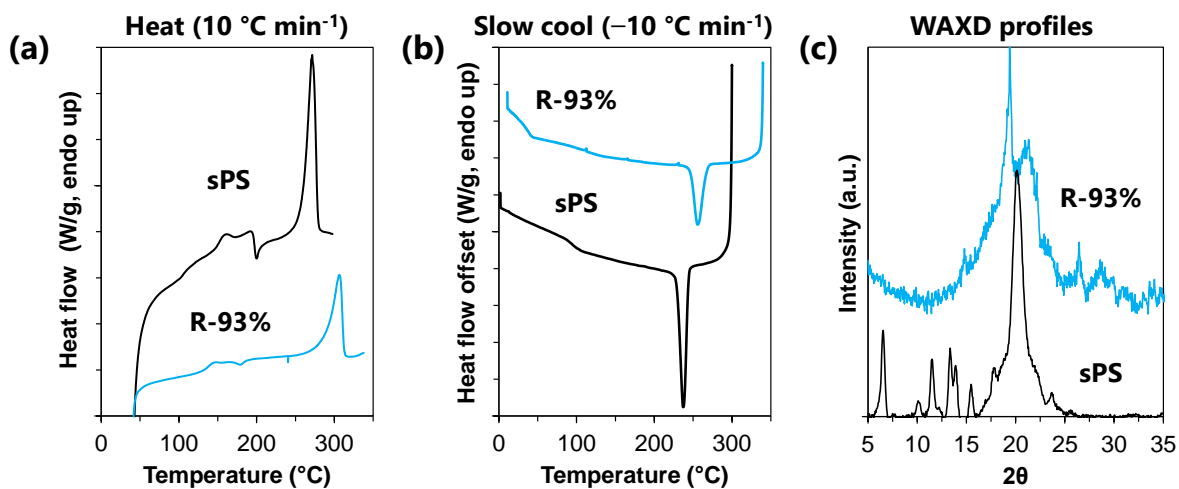 (a)
Heat (10 °C min⁻¹)
Heat flow (W/g, endo up)
sPS
R-93%
0
100
200
300
Temperature (°C)
(b)
Slow cool (−10 °C min⁻¹)
Heat flow offset (W/g, endo up)
R-93%
sPS
0
100
200
300
Temperature (°C)
(c)
WAXD profiles
Intensity (a.u.)
R-93%
sPS
5
10
15
20
25
30
35
2θ